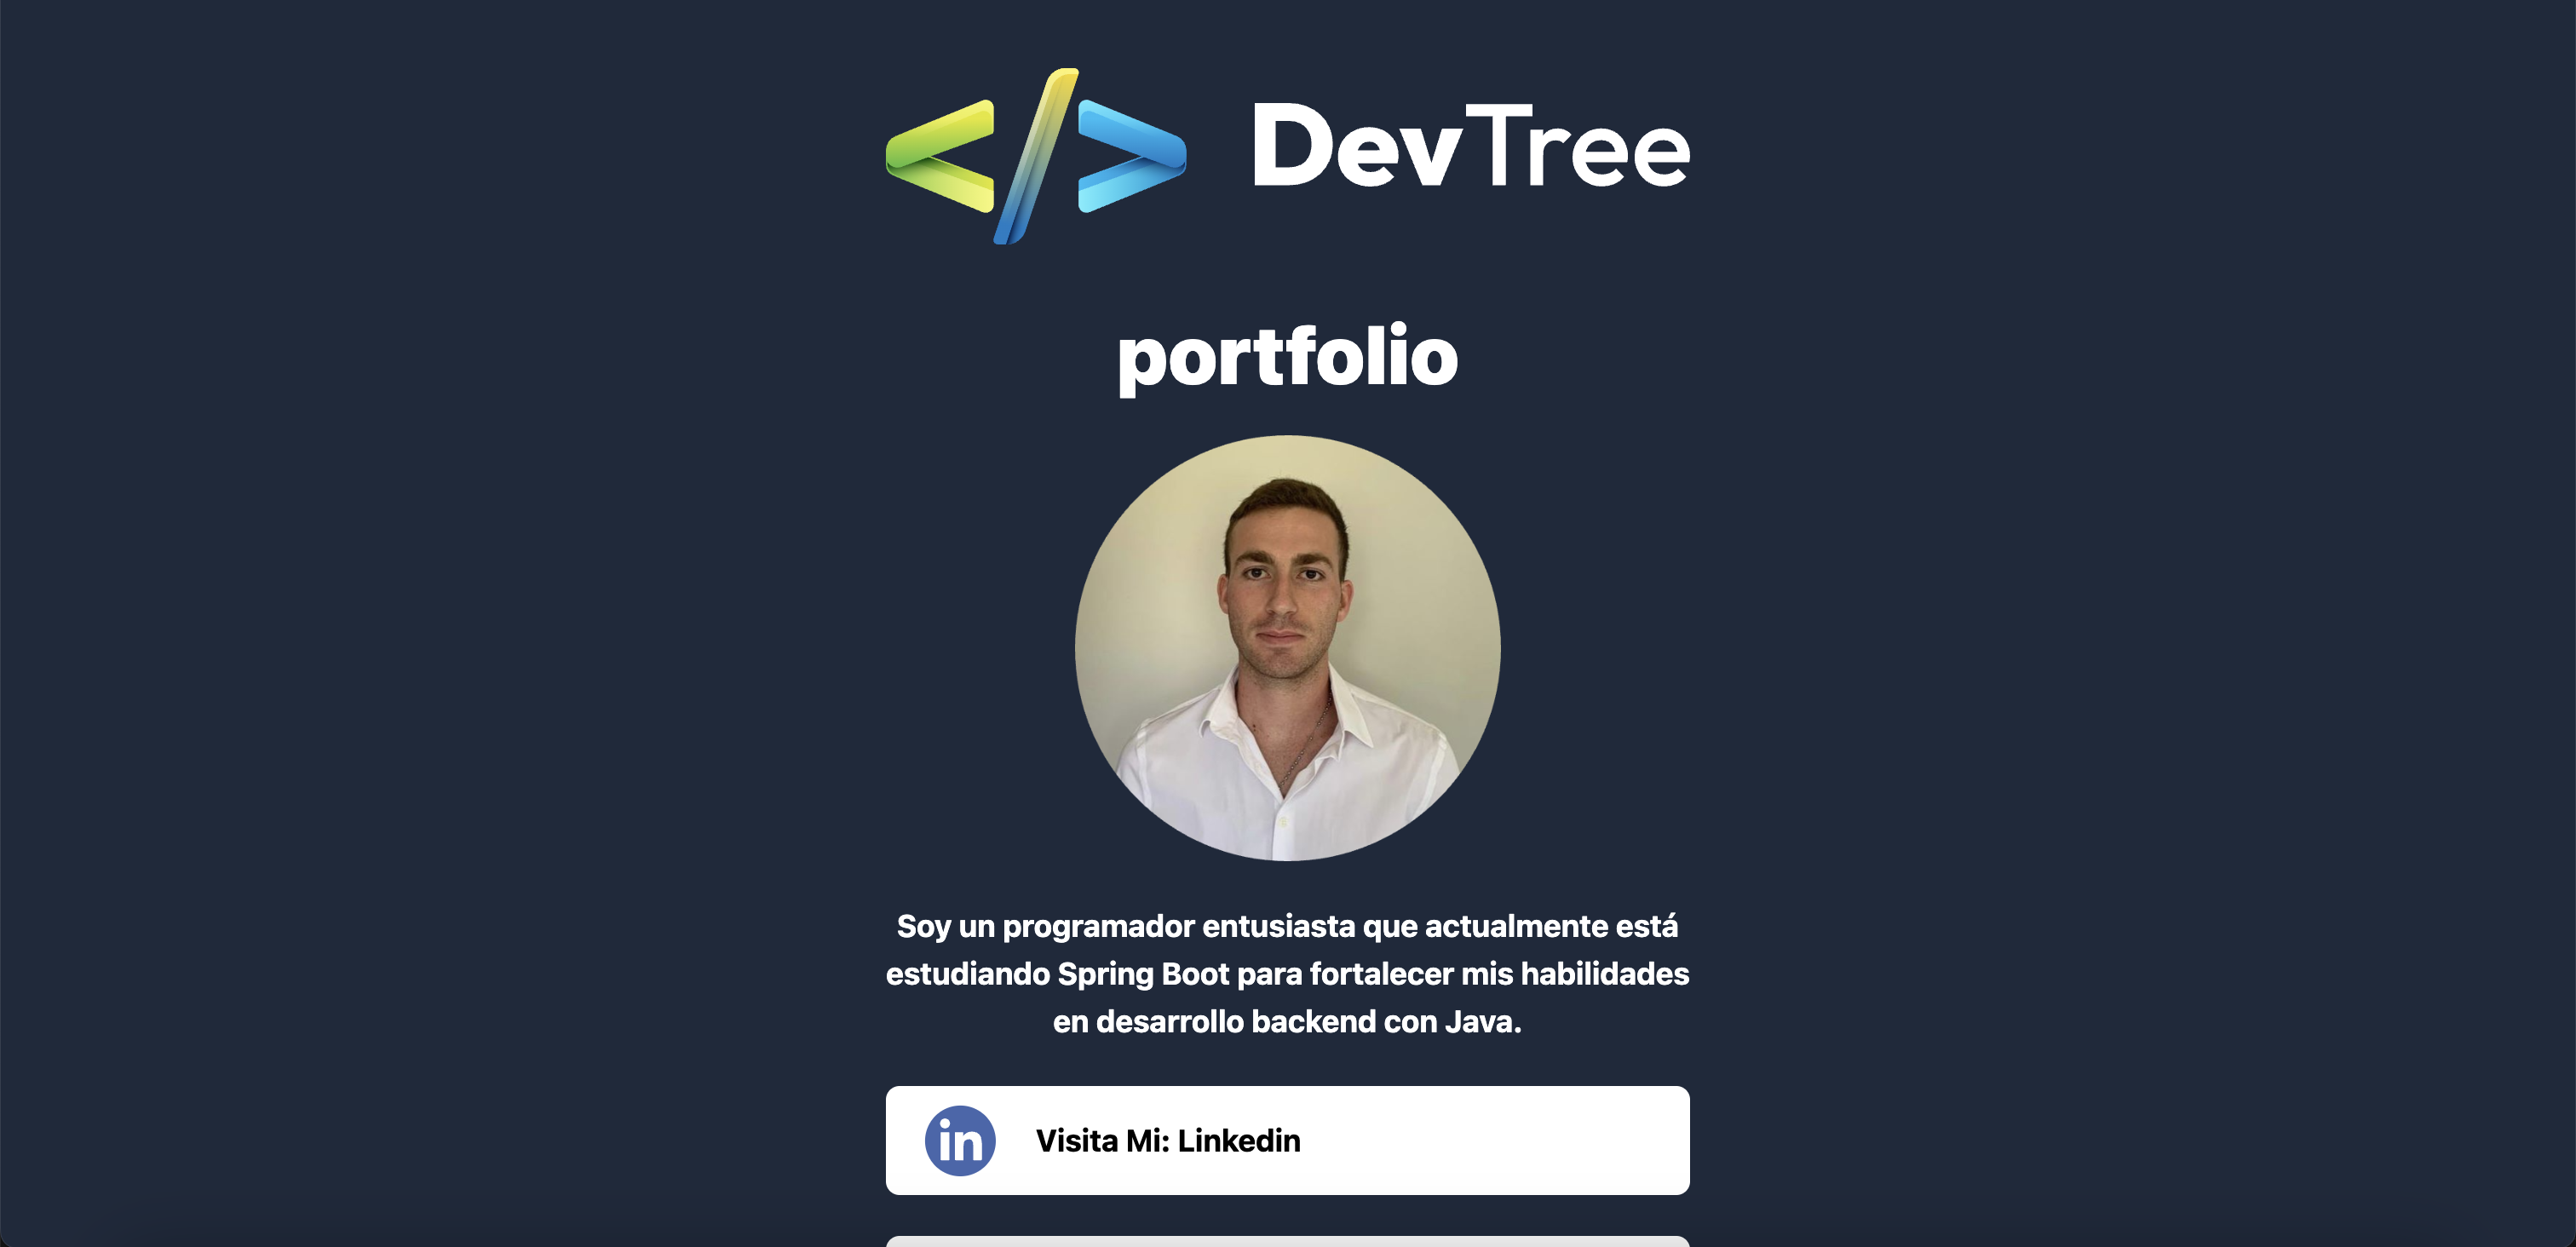 DevTree
portfolio
Soy un programador entusiasta que actualmente está
estudiando Spring Boot para fortalecer mis habilidades
en desarrollo backend con Java.
in
Visita Mi: Linkedin